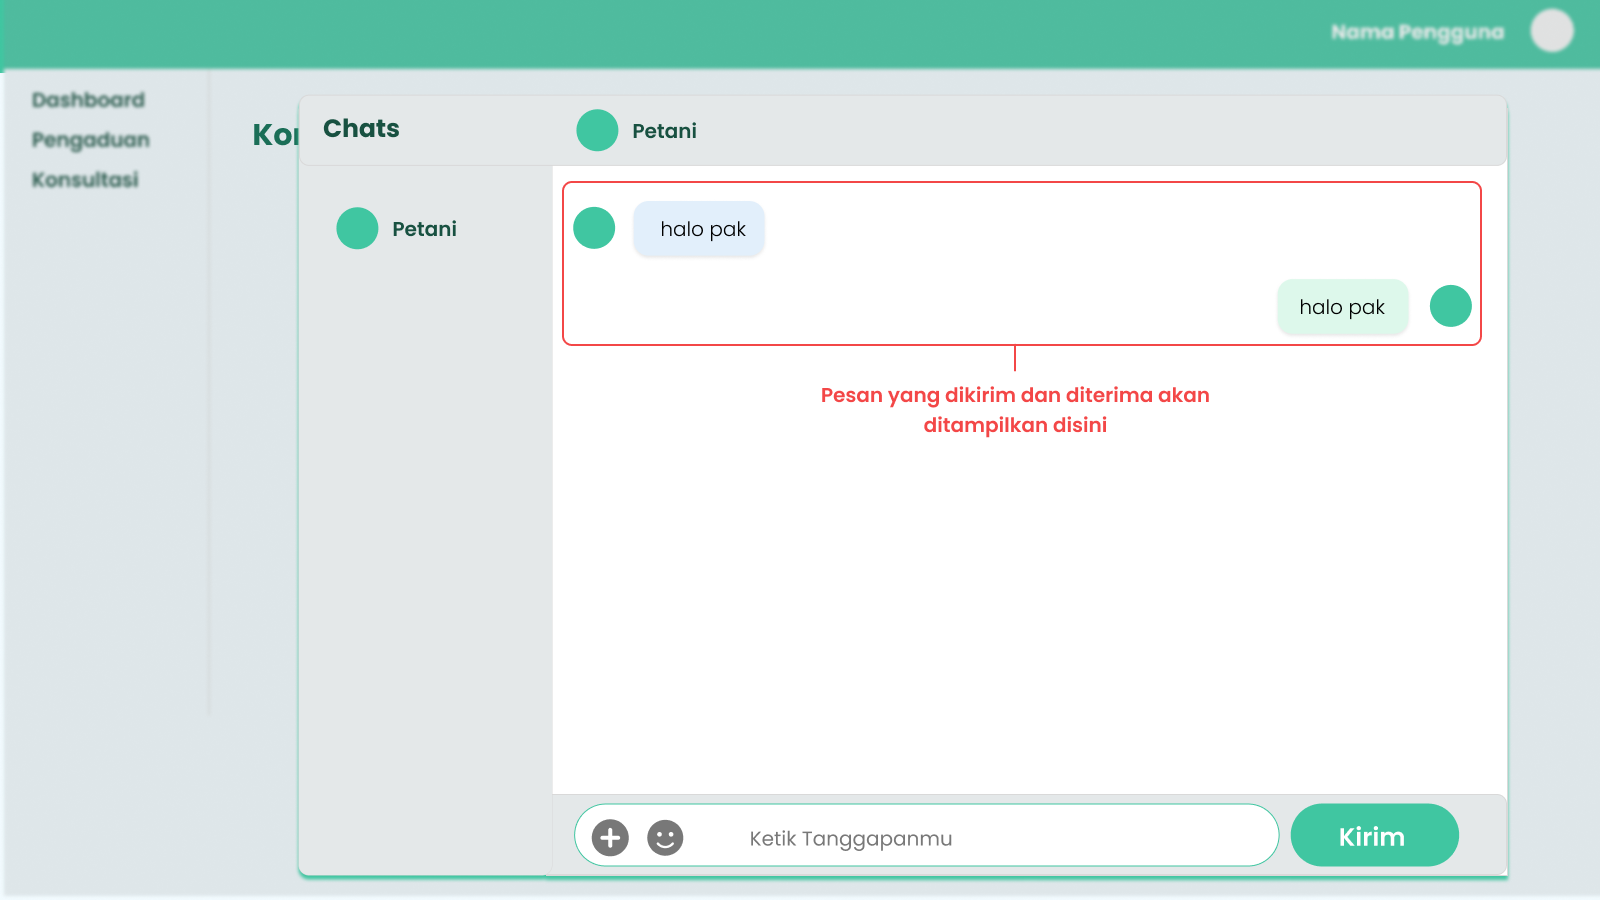 Nama Pengguna
Dashboard
Pengaduan
Konsultasi
Kon
Chats
Petani
Petani
halo pak
halo pak
Pesan yang dikirim dan diterima akan
ditampilkan disini
Ketik Tanggapanmu
Kirim